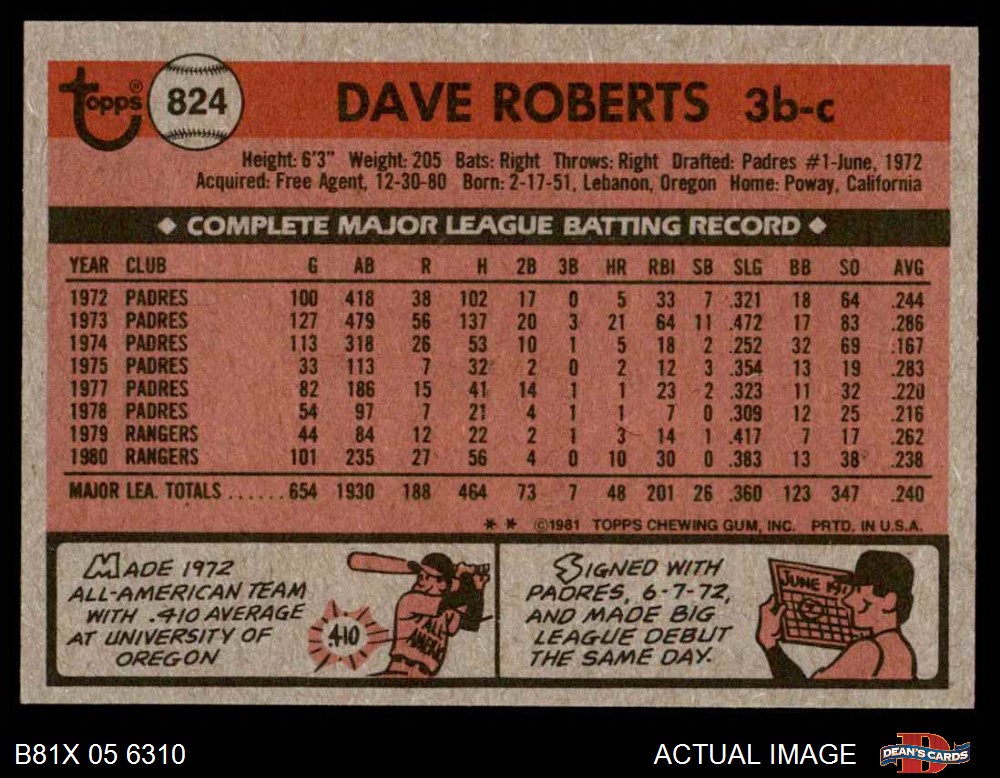 Topps® 824 DAVE ROBERTS 3b-c
Height: 6'3" Weight: 205 Bats: Right Throws: Right Drafted: Padres #1-June, 1972
Acquired: Free Agent, 12-30-80 Born: 2-17-51, Lebanon, Oregon Home: Poway, California
◆ COMPLETE MAJOR LEAGUE BATTING RECORD ◆
YEAR CLUB G AB R H 2B 3B HR RBI SB SLG BB SO AVG
1972 PADRES 100 418 38 102 17 0 5 33 7 .321 18 64 .244
1973 PADRES 127 479 56 137 20 3 21 64 11 .472 17 83 .286
1974 PADRES 113 318 26 53 10 1 5 18 2 .252 32 69 .167
1975 PADRES 33 113 7 32 2 0 2 12 3 .354 13 19 .283
1977 PADRES 82 186 15 41 14 1 1 23 2 .323 11 32 .220
1978 PADRES 54 97 7 21 4 1 1 7 0 .309 12 25 .216
1979 RANGERS 44 84 12 22 2 1 3 14 1 .417 7 17 .262
1980 RANGERS 101 235 27 56 4 0 10 30 0 .383 13 38 .238
MAJOR LEA. TOTALS ...... 654 1930 188 464 73 7 48 201 26 .360 123 347 .240
* * ©1981 TOPPS CHEWING GUM, INC. PRTD. IN U.S.A.
MADE 1972
ALL-AMERICAN TEAM
WITH .410 AVERAGE
AT UNIVERSITY OF
OREGON
.410
ALL
SIGNED WITH
PADRES, 6-7-72,
AND MADE BIG
LEAGUE DEBUT
THE SAME DAY.
JUNE
B81X 05 6310 ACTUAL IMAGE DEAN'S CARDS